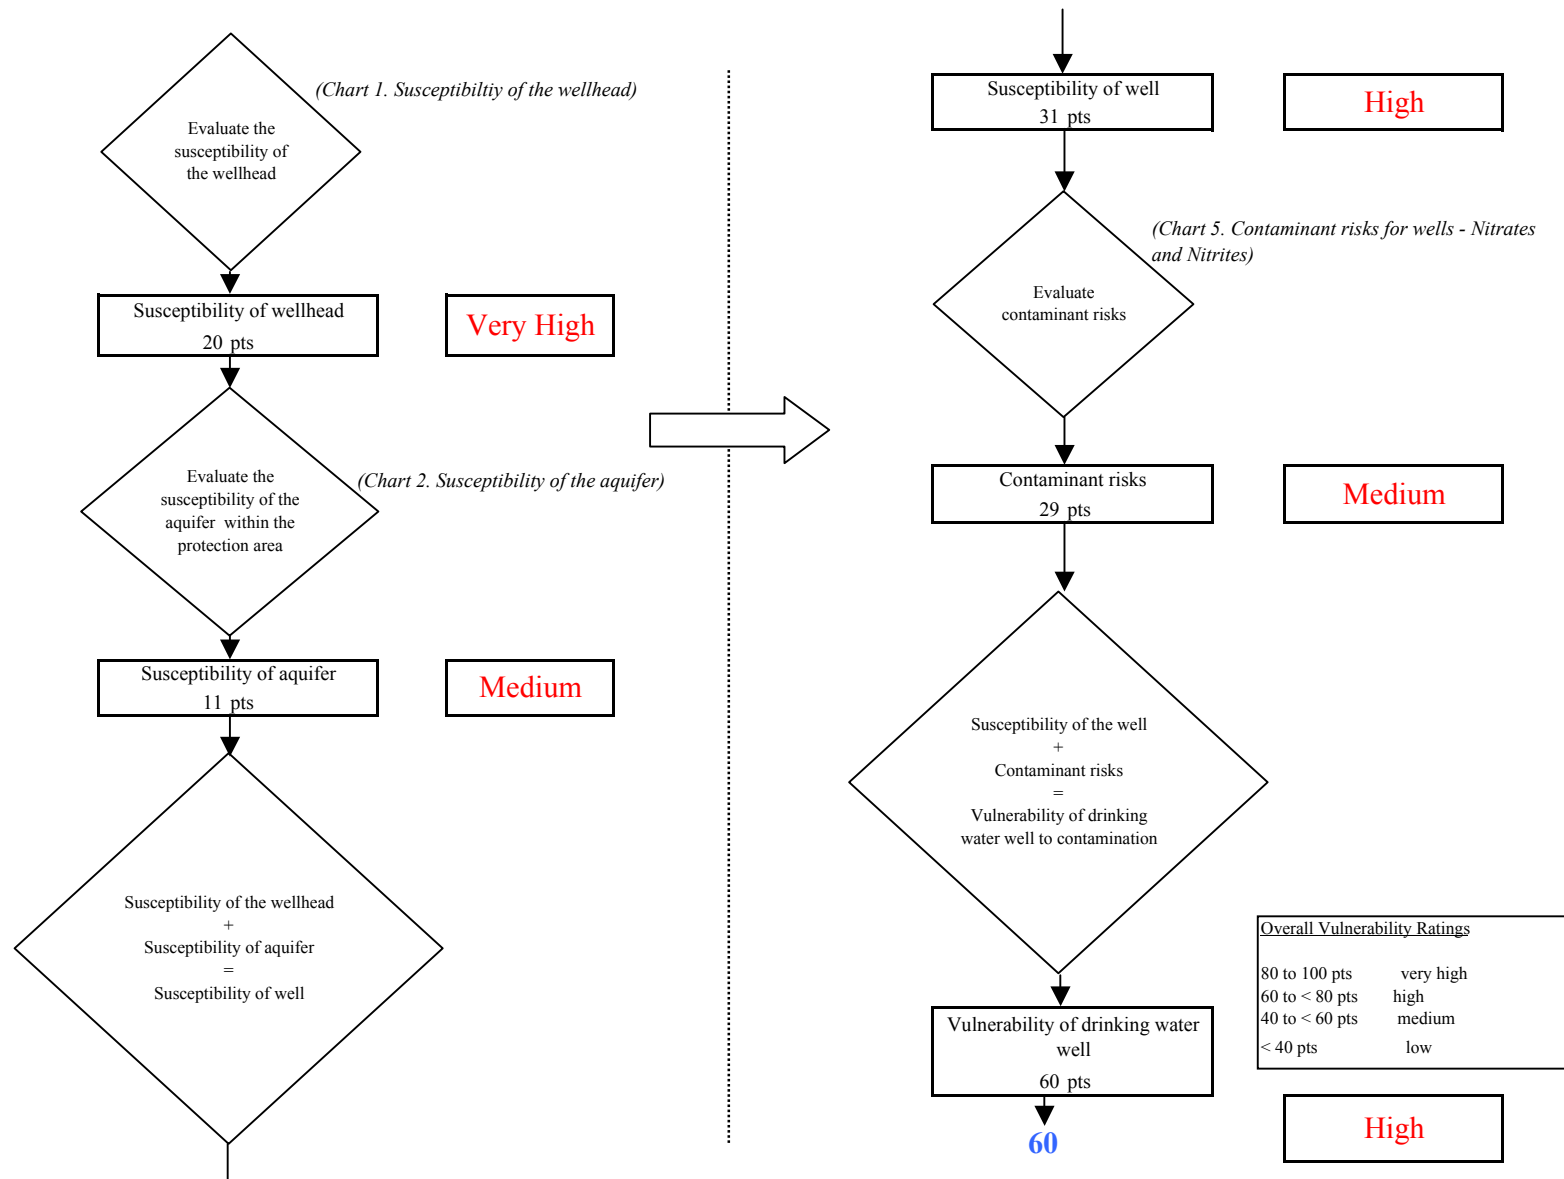 (Chart 1. Susceptibiltiy of the wellhead)
Evaluate the
susceptibility of
the wellhead
Susceptibility of wellhead
20 pts
Very High
(Chart 2. Susceptibility of the aquifer)
Evaluate the
susceptibility of the
aquifer within the
protection area
Susceptibility of aquifer
11 pts
Medium
Susceptibility of the wellhead
+
Susceptibility of aquifer
=
Susceptibility of well
Susceptibility of well
31 pts
High
(Chart 5. Contaminant risks for wells - Nitrates
and Nitrites)
Evaluate
contaminant risks
Contaminant risks
29 pts
Medium
Susceptibility of the well
+
Contaminant risks
=
Vulnerability of drinking
water well to contamination
Overall Vulnerability Ratings
80 to 100 pts very high
60 to < 80 pts high
40 to < 60 pts medium
< 40 pts low
Vulnerability of drinking water
well
60 pts
60
High